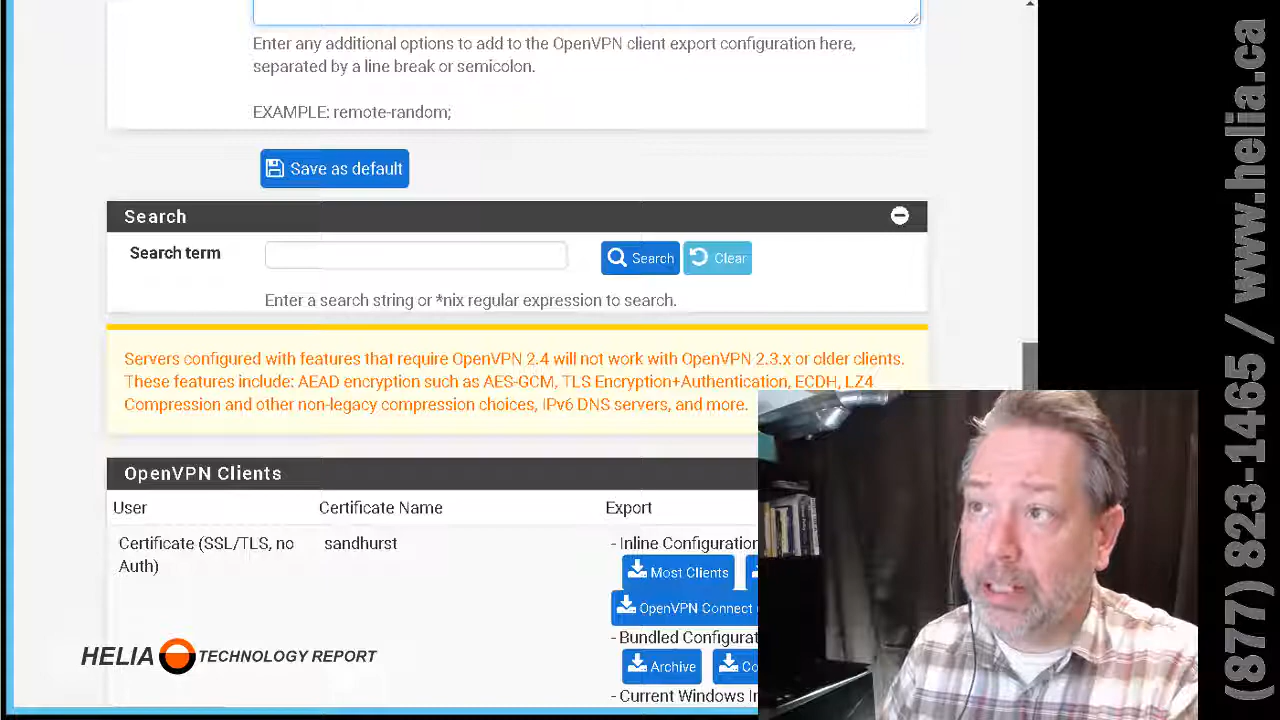 Enter any additional options to add to the OpenVPN client export configuration here,
separated by a line break or semicolon.
EXAMPLE: remote-random;
Save as default
Search
Search term
Search
Clear
Enter a search string or *nix regular expression to search.
Servers configured with features that require OpenVPN 2.4 will not work with OpenVPN 2.3.x or older clients.
These features include: AEAD encryption such as AES-GCM, TLS Encryption+Authentication, ECDH, LZ4
Compression and other non-legacy compression choices, IPv6 DNS servers, and more.
OpenVPN Clients
User Certificate Name Export
Certificate (SSL/TLS, no
Auth)
sandhurst
- Inline Configuration
Most Clients
OpenVPN Connect
- Bundled Configurat
Archive
- Current Windows
HELIA TECHNOLOGY REPORT
(877) 823-1465 / www.helia.ca